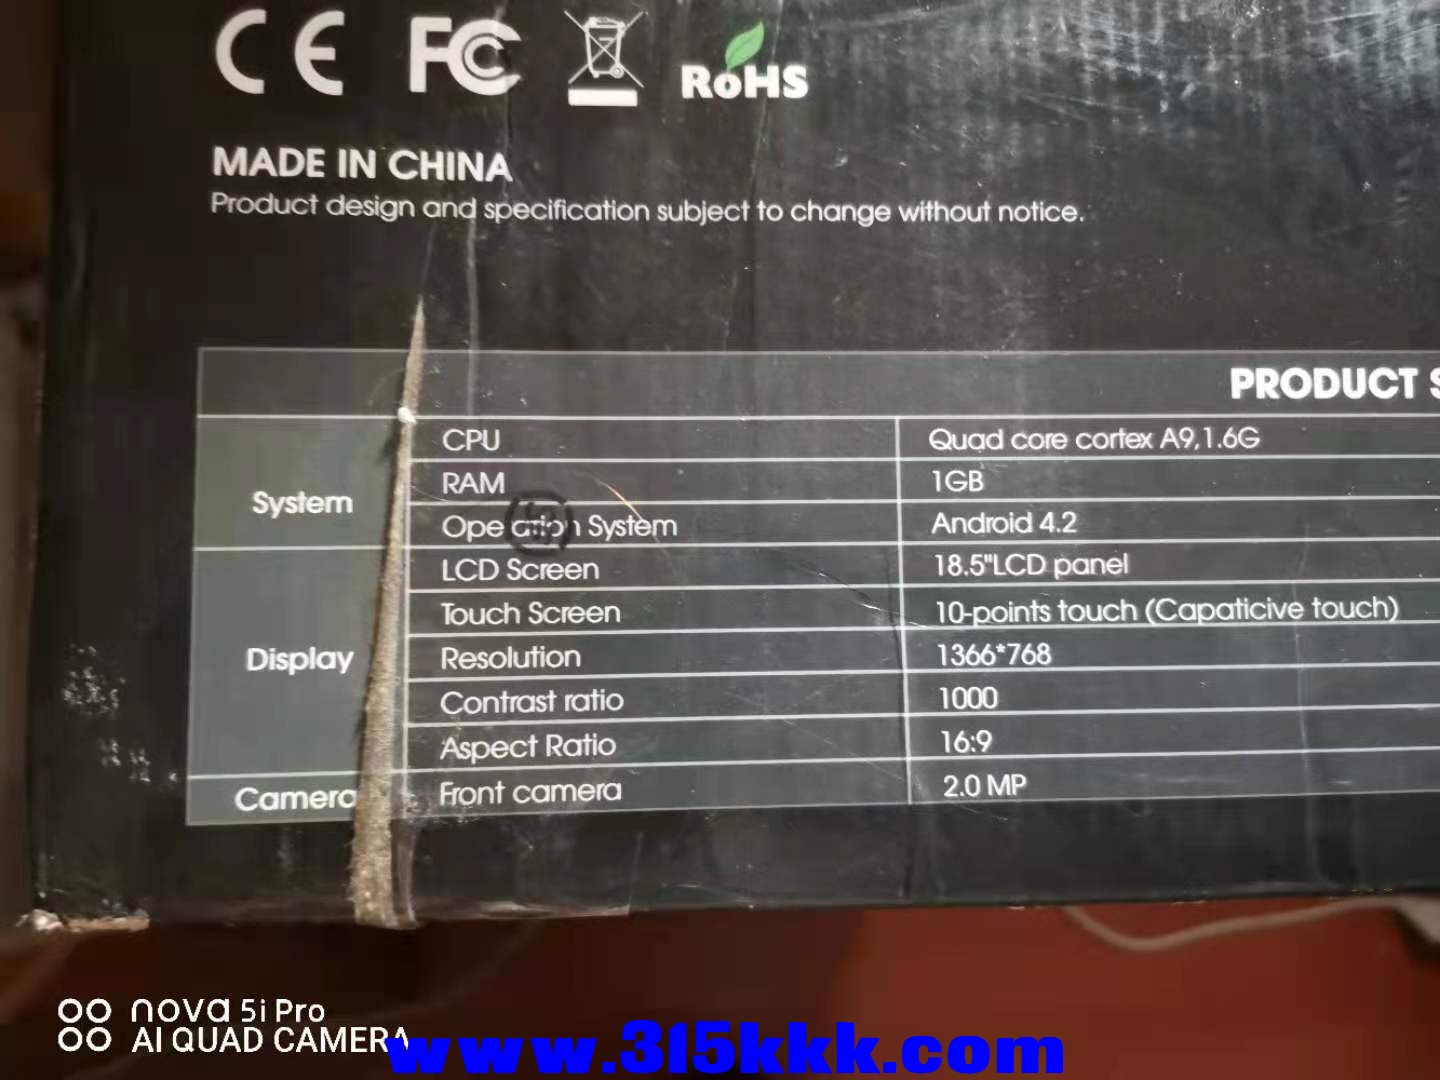 CE FC RoHS
MADE IN CHINA
Product design and specification subject to change without notice.
PRODUCT S
System
CPU Quad core cortex A9,1.6G
RAM 1GB
Operation System Android 4.2
Display
LCD Screen 18.5"LCD panel
Touch Screen 10-points touch (Capaticive touch)
Resolution 1366*768
Contrast ratio 1000
Aspect Ratio 16:9
Camera Front camera 2.0 MP
nova 5i Pro
AI QUAD CAMERA
www.315kkk.com